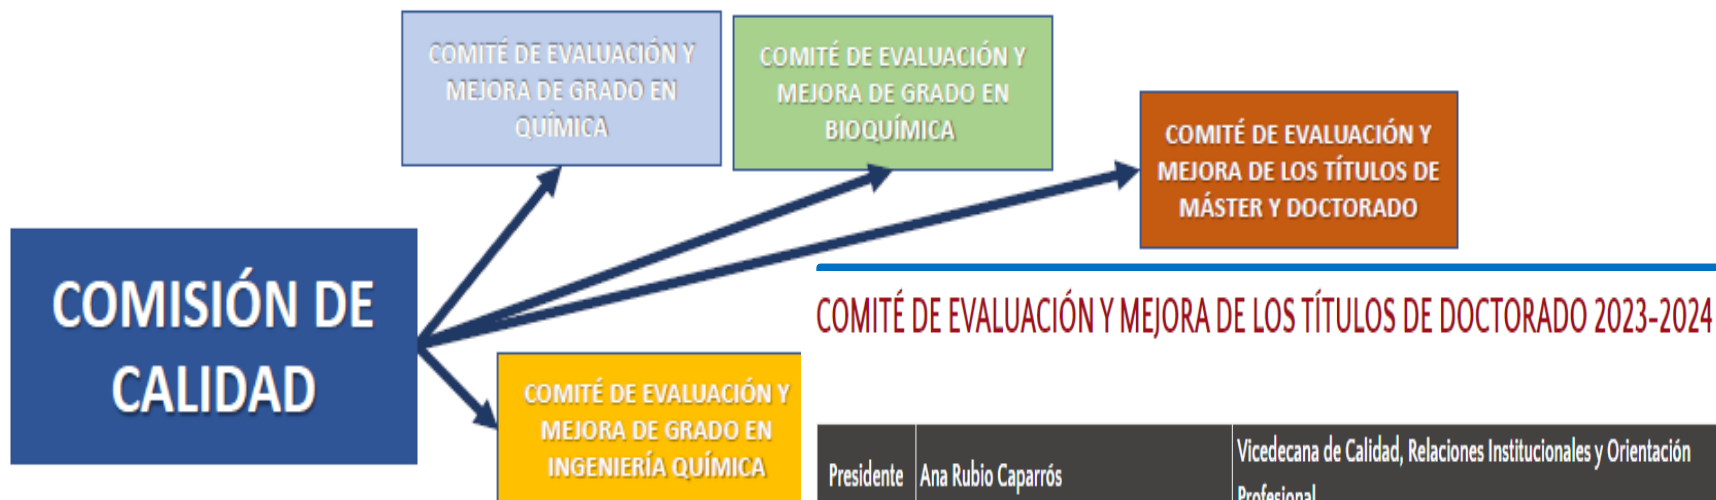 COMITÉ DE EVALUACIÓN Y
MEJORA DE GRADO EN
QUÍMICA
COMITÉ DE EVALUACIÓN Y
MEJORA DE GRADO EN
BIOQUÍMICA
COMITÉ DE EVALUACIÓN Y
MEJORA DE LOS TÍTULOS DE
MÁSTER Y DOCTORADO
COMISIÓN DE
CALIDAD
COMITÉ DE EVALUACIÓN Y
MEJORA DE GRADO EN
INGENIERÍA QUÍMICA
COMITÉ DE EVALUACIÓN Y MEJORA DE LOS TÍTULOS DE DOCTORADO 2023-2024
Presidente Ana Rubio Caparrós Vicedecana de Calidad, Relaciones Institucionales y Orientación
Profesional